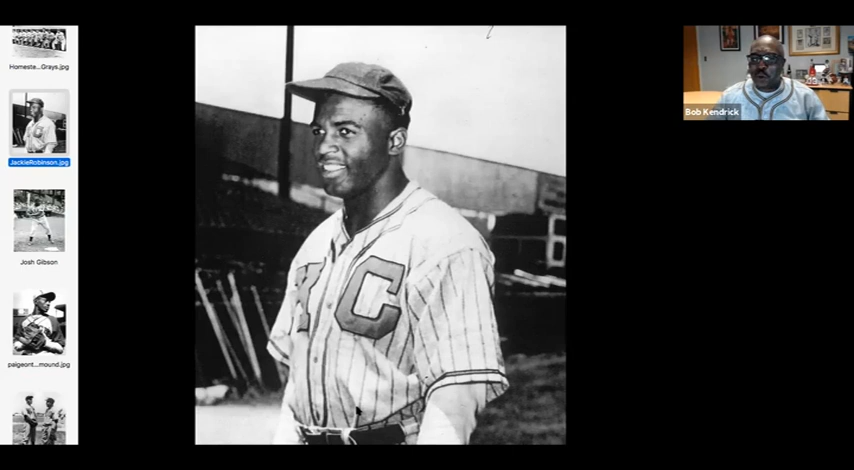 Homeste...Grays.jpg
JackieRobinson.jpg
Josh Gibson
paigeont...mound.jpg
KC
Bob Kendrick